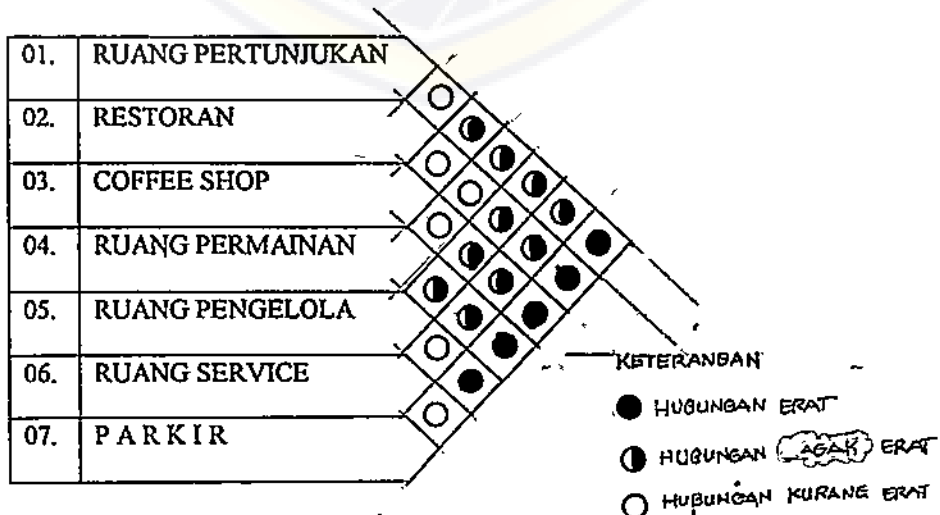 01. RUANG PERTUNJUKAN
02. RESTORAN
03. COFFEE SHOP
04. RUANG PERMAINAN
05. RUANG PENGELOLA
06. RUANG SERVICE
07. PARKIR
KETERANGAN
HUBUNGAN ERAT
HUBUNGAN AGAK ERAT
HUBUNGAN KURANG ERAT